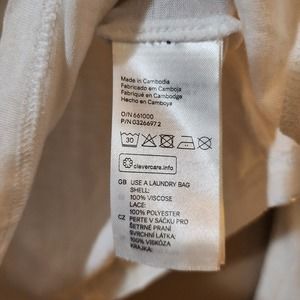 Made in Cambodia
Fabricado em Camboja
Fabriqué en Cambodge
Hecho en Camboya
O/N 661000
P/N 03266972
30
clevercare.info
GB USE A LAUNDRY BAG
SHELL:
100% VISCOSE
LACE:
100% POLYESTER
CZ PERTE V SÁČKU PRO
ŠETRNÉ PRANÍ
SVRCHNÍ LÁTKA:
100% VISKÓZA
KRAJKA: